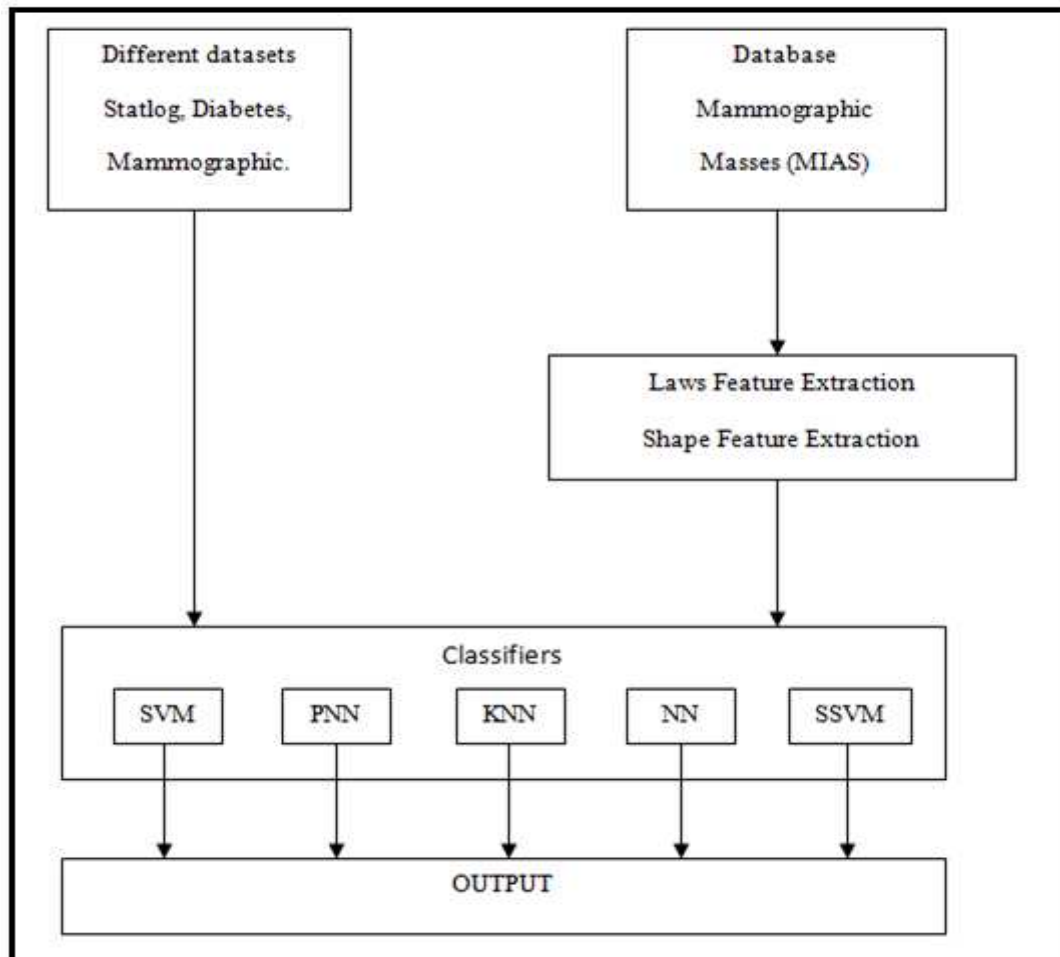 Different datasets
Statlog, Diabetes,
Mammographic.
Database
Mammographic
Masses (MIAS)
Laws Feature Extraction
Shape Feature Extraction
Classifiers
SVM
PNN
KNN
NN
SSVM
OUTPUT